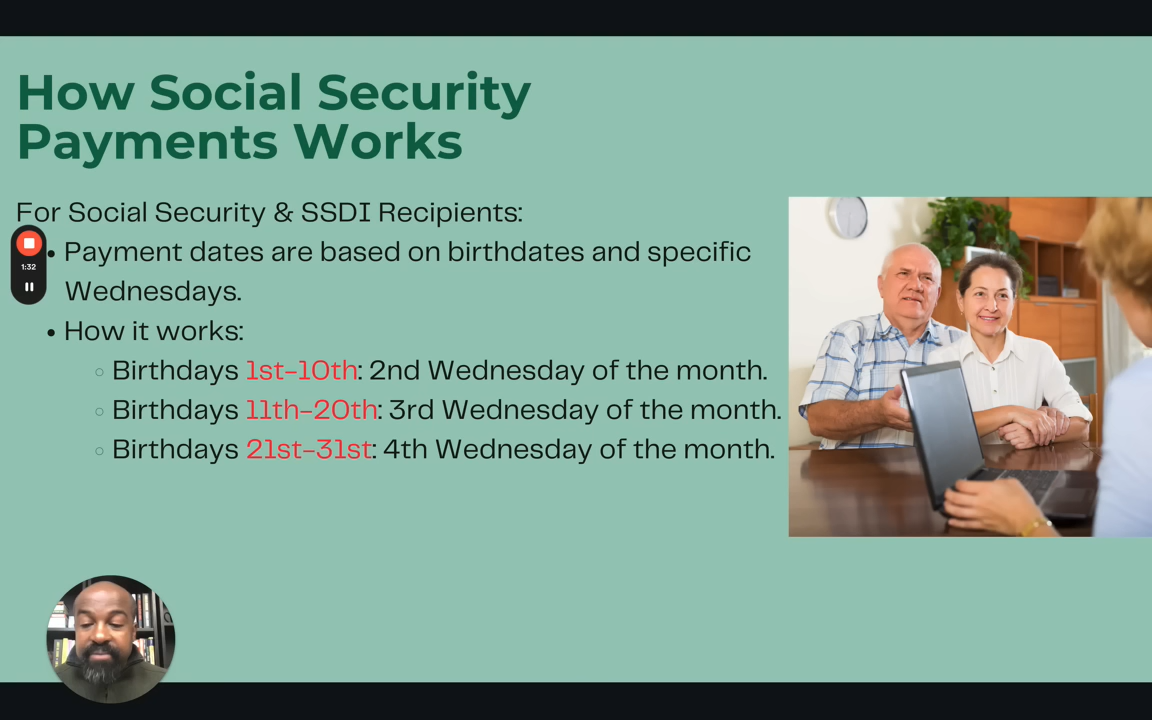 How Social Security
Payments Works
For Social Security & SSDI Recipients:
• Payment dates are based on birthdates and specific
Wednesdays.
• How it works:
◦ Birthdays 1st-10th: 2nd Wednesday of the month.
◦ Birthdays 11th-20th: 3rd Wednesday of the month.
◦ Birthdays 21st-31st: 4th Wednesday of the month.
1:32